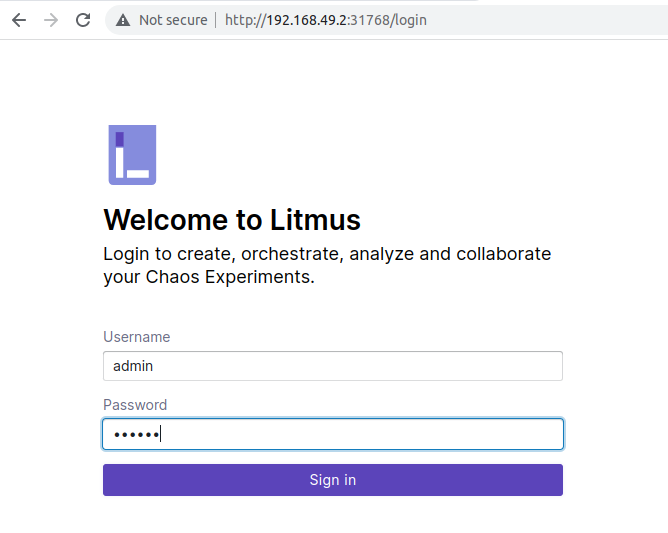 Not secure | http://192.168.49.2:31768/login
Welcome to Litmus
Login to create, orchestrate, analyze and collaborate
your Chaos Experiments.
Username
admin
Password
••••••
Sign in